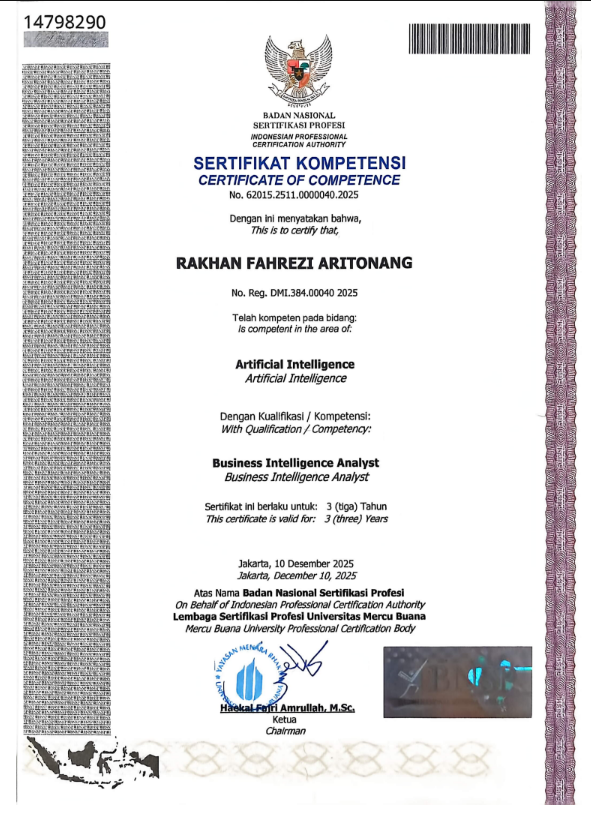 14798290
BADAN NASIONAL
SERTIFIKASI PROFESI
INDONESIAN PROFESSIONAL
CERTIFICATION AUTHORITY
SERTIFIKAT KOMPETENSI
CERTIFICATE OF COMPETENCE
No. 62015.2511.0000040.2025
Dengan ini menyatakan bahwa,
This is to certify that,
RAKHAN FAHREZI ARITONANG
No. Reg. DMI.384.00040 2025
Telah kompeten pada bidang:
Is competent in the area of:
Artificial Intelligence
Artificial Intelligence
Dengan Kualifikasi / Kompetensi:
With Qualification / Competency:
Business Intelligence Analyst
Business Intelligence Analyst
Sertifikat ini berlaku untuk: 3 (tiga) Tahun
This certificate is valid for: 3 (three) Years
Jakarta, 10 Desember 2025
Jakarta, December 10, 2025
Atas Nama Badan Nasional Sertifikasi Profesi
On Behalf of Indonesian Professional Certification Authority
Lembaga Sertifikasi Profesi Universitas Mercu Buana
Mercu Buana University Professional Certification Body
YASAN MENARA
Haekal Fajri Amrullah, M.Sc.
Ketua
Chairman